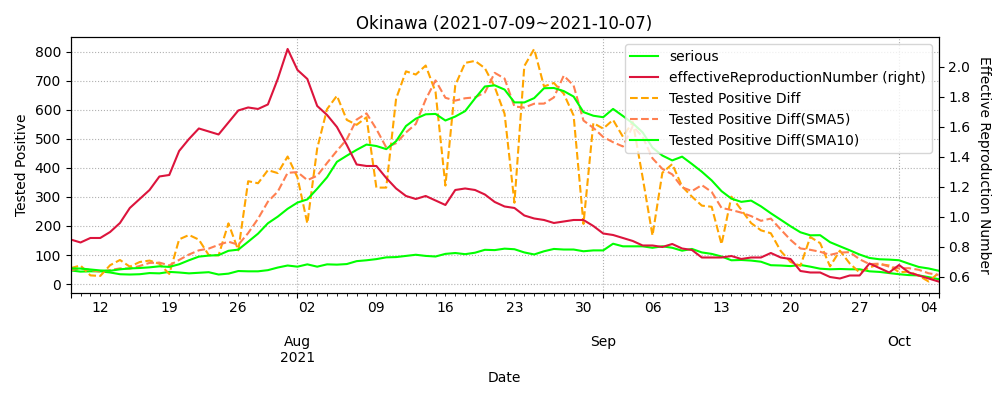 Okinawa (2021-07-09~2021-10-07)
800
700
600
500
400
300
200
100
0
Tested Positive
serious
effectiveReproductionNumber (right)
Tested Positive Diff
Tested Positive Diff(SMA5)
Tested Positive Diff(SMA10)
2.0
1.8
1.6
1.4
1.2
1.0
0.8
0.6
Effective Reproduction Number
12 19 26 02 09 16 23 30 06 13 20 27 04
Aug Sep Oct
2021
Date